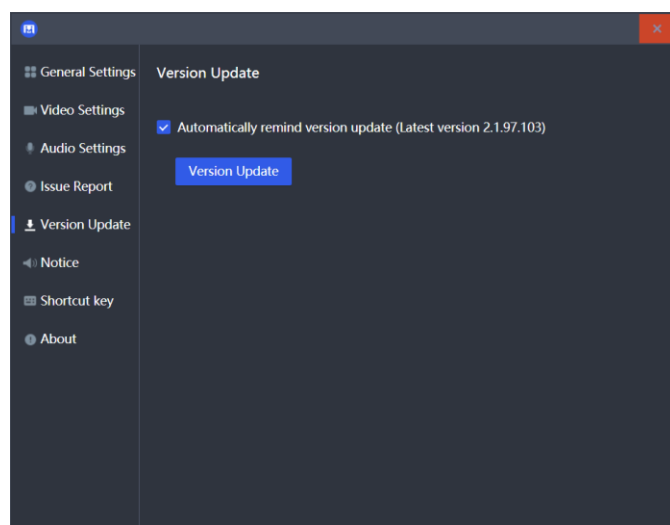 General Settings
Video Settings
Audio Settings
Issue Report
Version Update
Notice
Shortcut key
About
Version Update
Automatically remind version update (Latest version 2.1.97.103)
Version Update